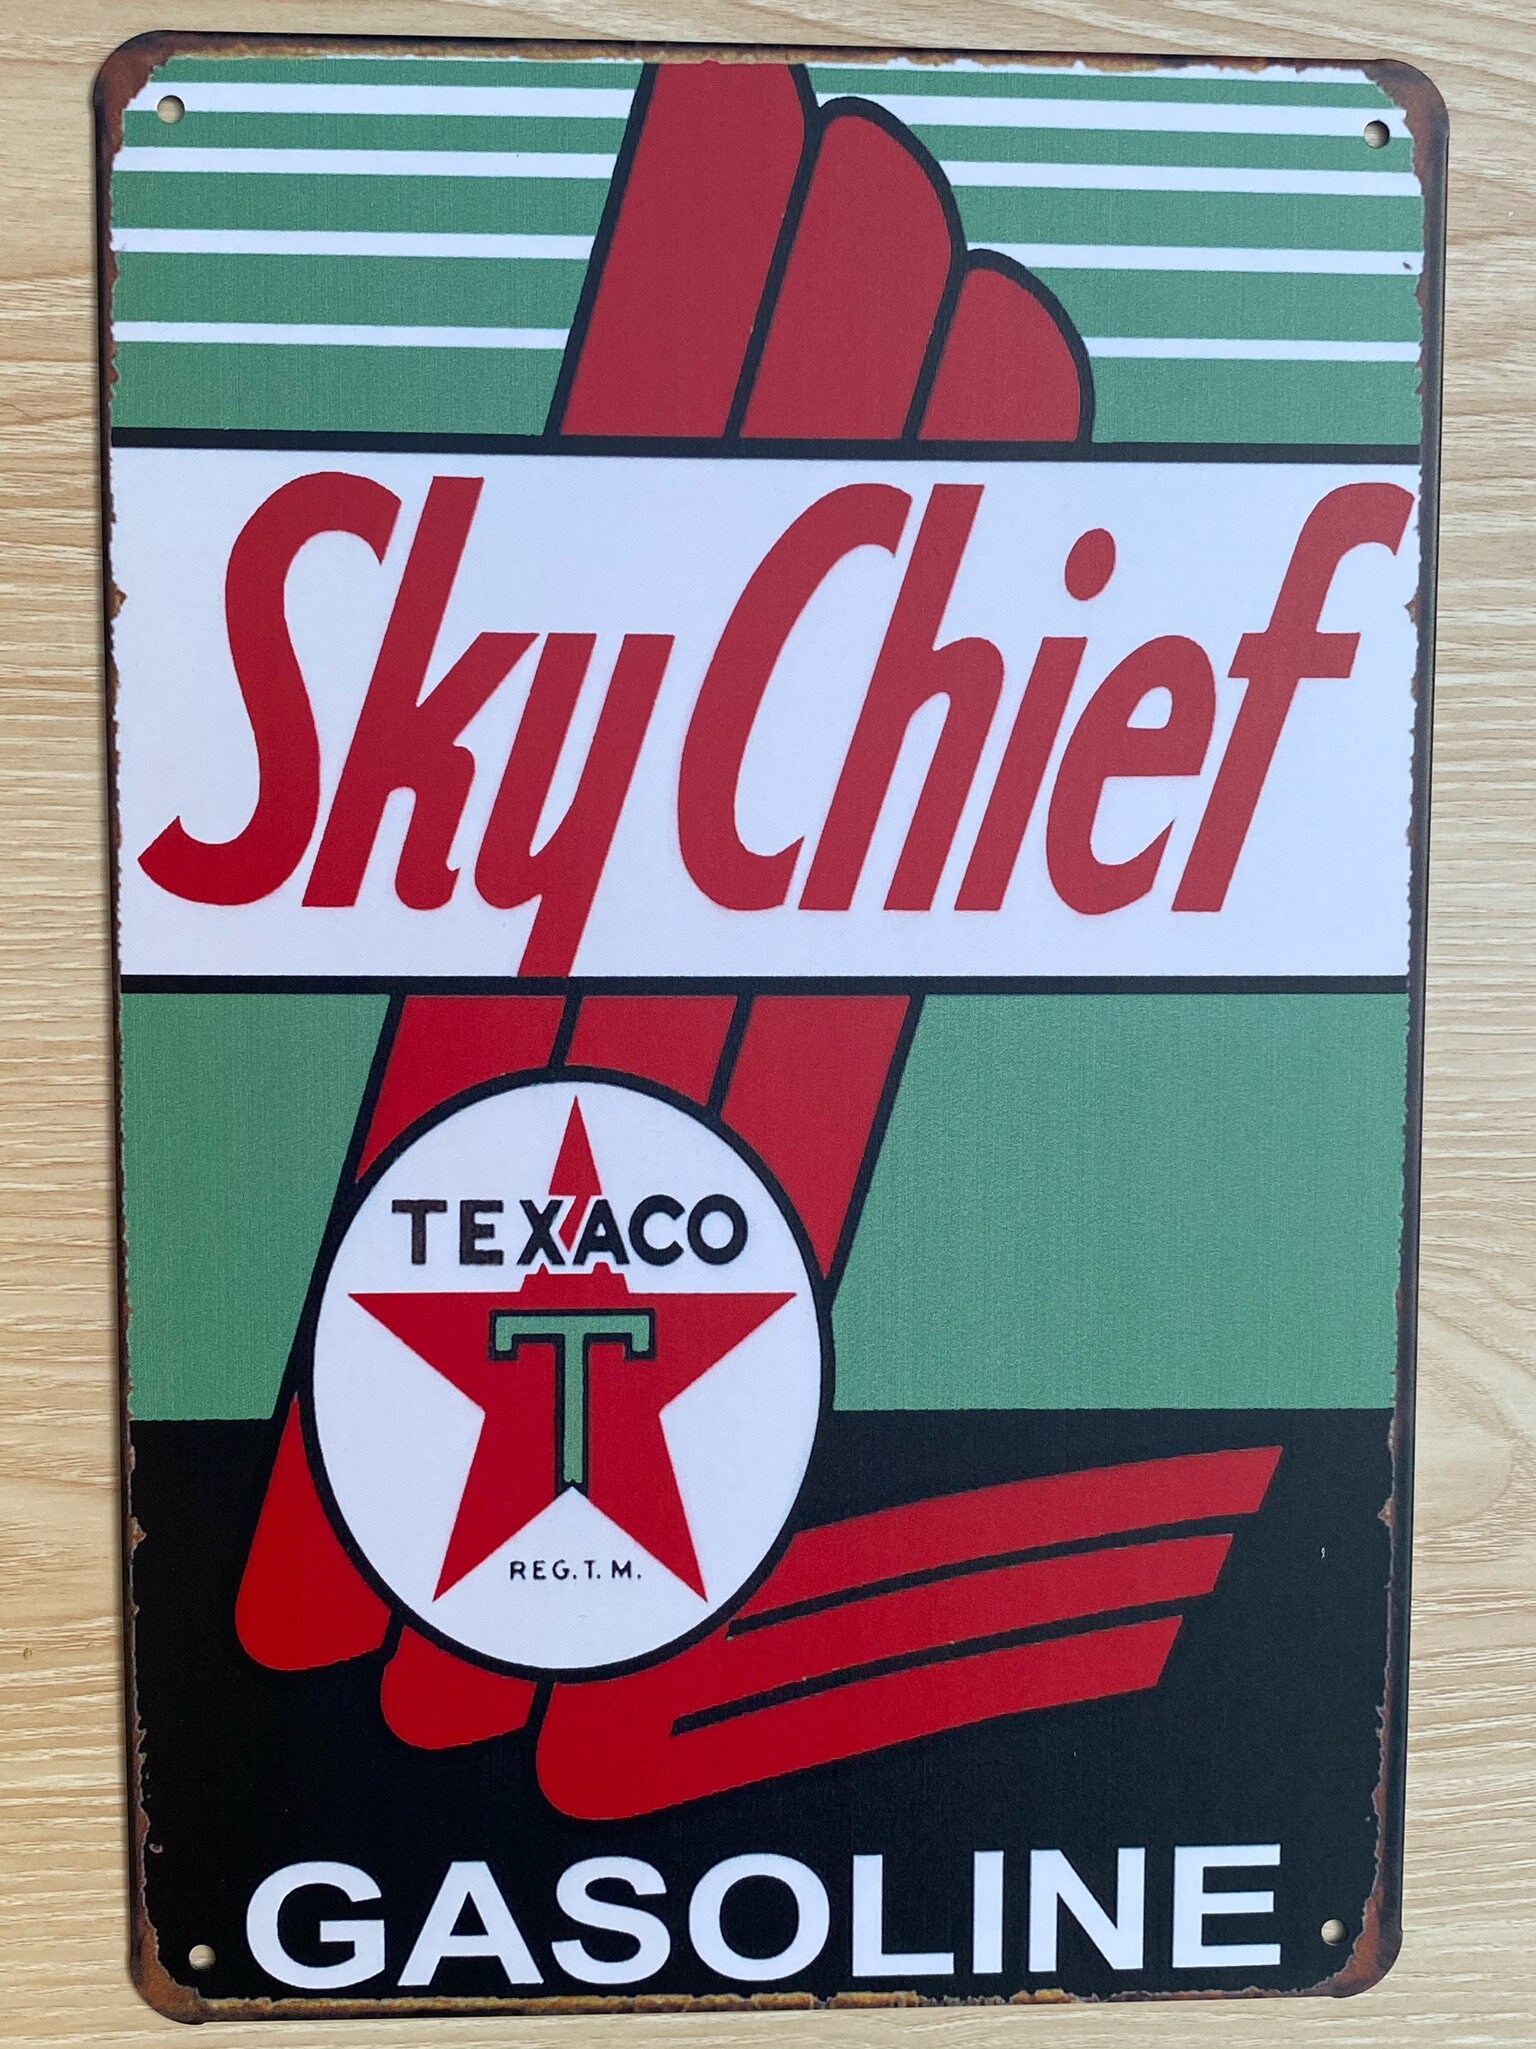 Sky Chief
TEXACO
T
REG. T. M.
GASOLINE